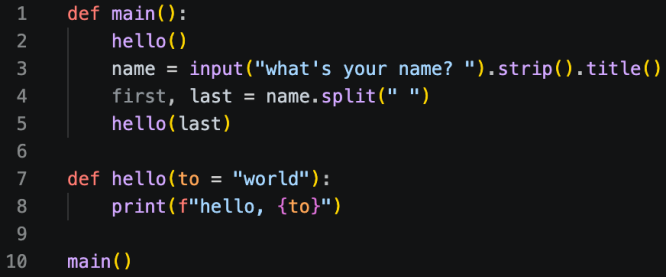 1 def main():
2     hello()
3     name = input("what's your name? ").strip().title()
4     first, last = name.split(" ")
5     hello(last)
6
7 def hello(to = "world"):
8     print(f"hello, {to}")
9
10 main()